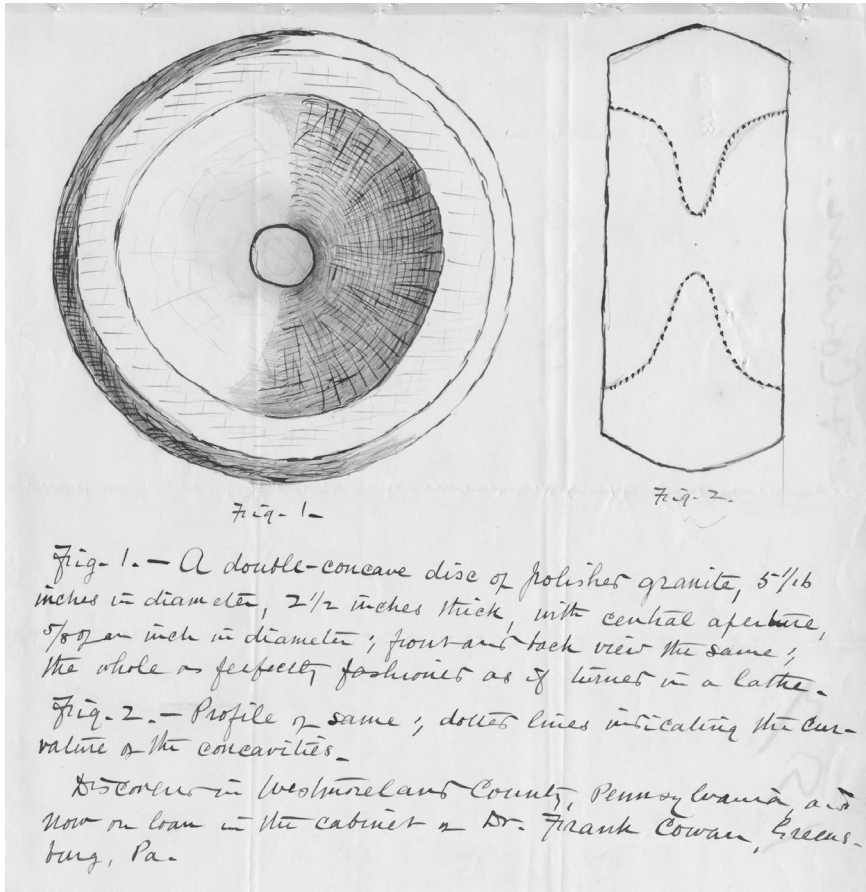 Fig. 1.
Fig. 2.
Fig. 1. — A double-concave disc of polished granite, 5 1/16
inches in diameter, 2 1/2 inches thick, with central aperture,
5/8 of an inch in diameter; front and back view the same;
the whole as perfectly fashioned as if turned in a lathe.
Fig. 2. — Profile of same; dotted lines indicating the cur-
vature of the concavities.
Discovered in Westmoreland County, Pennsylvania, and
now on loan in the cabinet of Dr. Frank Cowan, Greens-
burg, Pa.